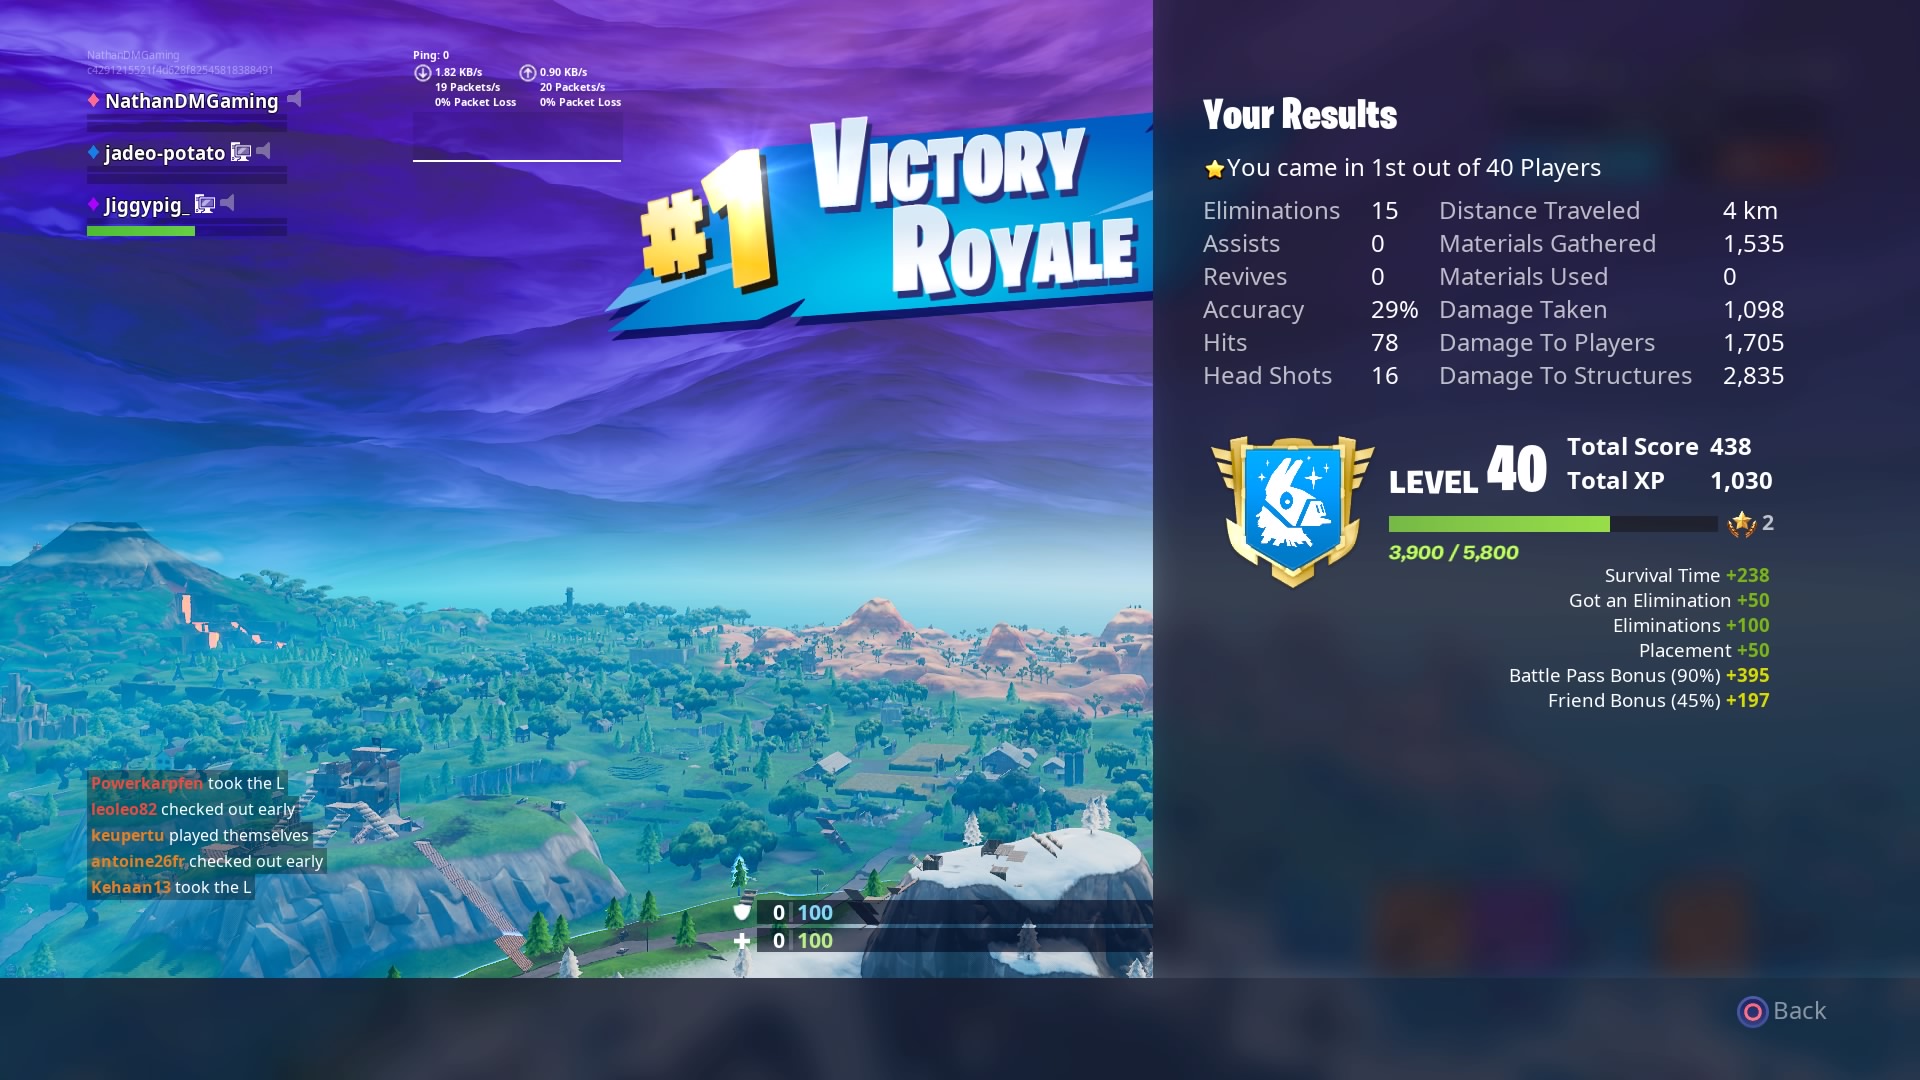 NathanDMGaming
c4291215521f4d628f82545818388491
NathanDMGaming
jadeo-potato
Jiggypig_
Ping: 0
1.82 KB/s 0.90 KB/s
19 Packets/s 20 Packets/s
0% Packet Loss 0% Packet Loss
#1 VICTORY
ROYALE
Powerkarpfen took the L
leoleo82 checked out early
keupertu played themselves
antoine26fr checked out early
Kehaan13 took the L
0 | 100
0 | 100
Your Results
You came in 1st out of 40 Players
Eliminations 15 Distance Traveled 4 km
Assists 0 Materials Gathered 1,535
Revives 0 Materials Used 0
Accuracy 29% Damage Taken 1,098
Hits 78 Damage To Players 1,705
Head Shots 16 Damage To Structures 2,835
LEVEL 40
Total Score 438
Total XP 1,030
2
3,900 / 5,800
Survival Time +238
Got an Elimination +50
Eliminations +100
Placement +50
Battle Pass Bonus (90%) +395
Friend Bonus (45%) +197
Back